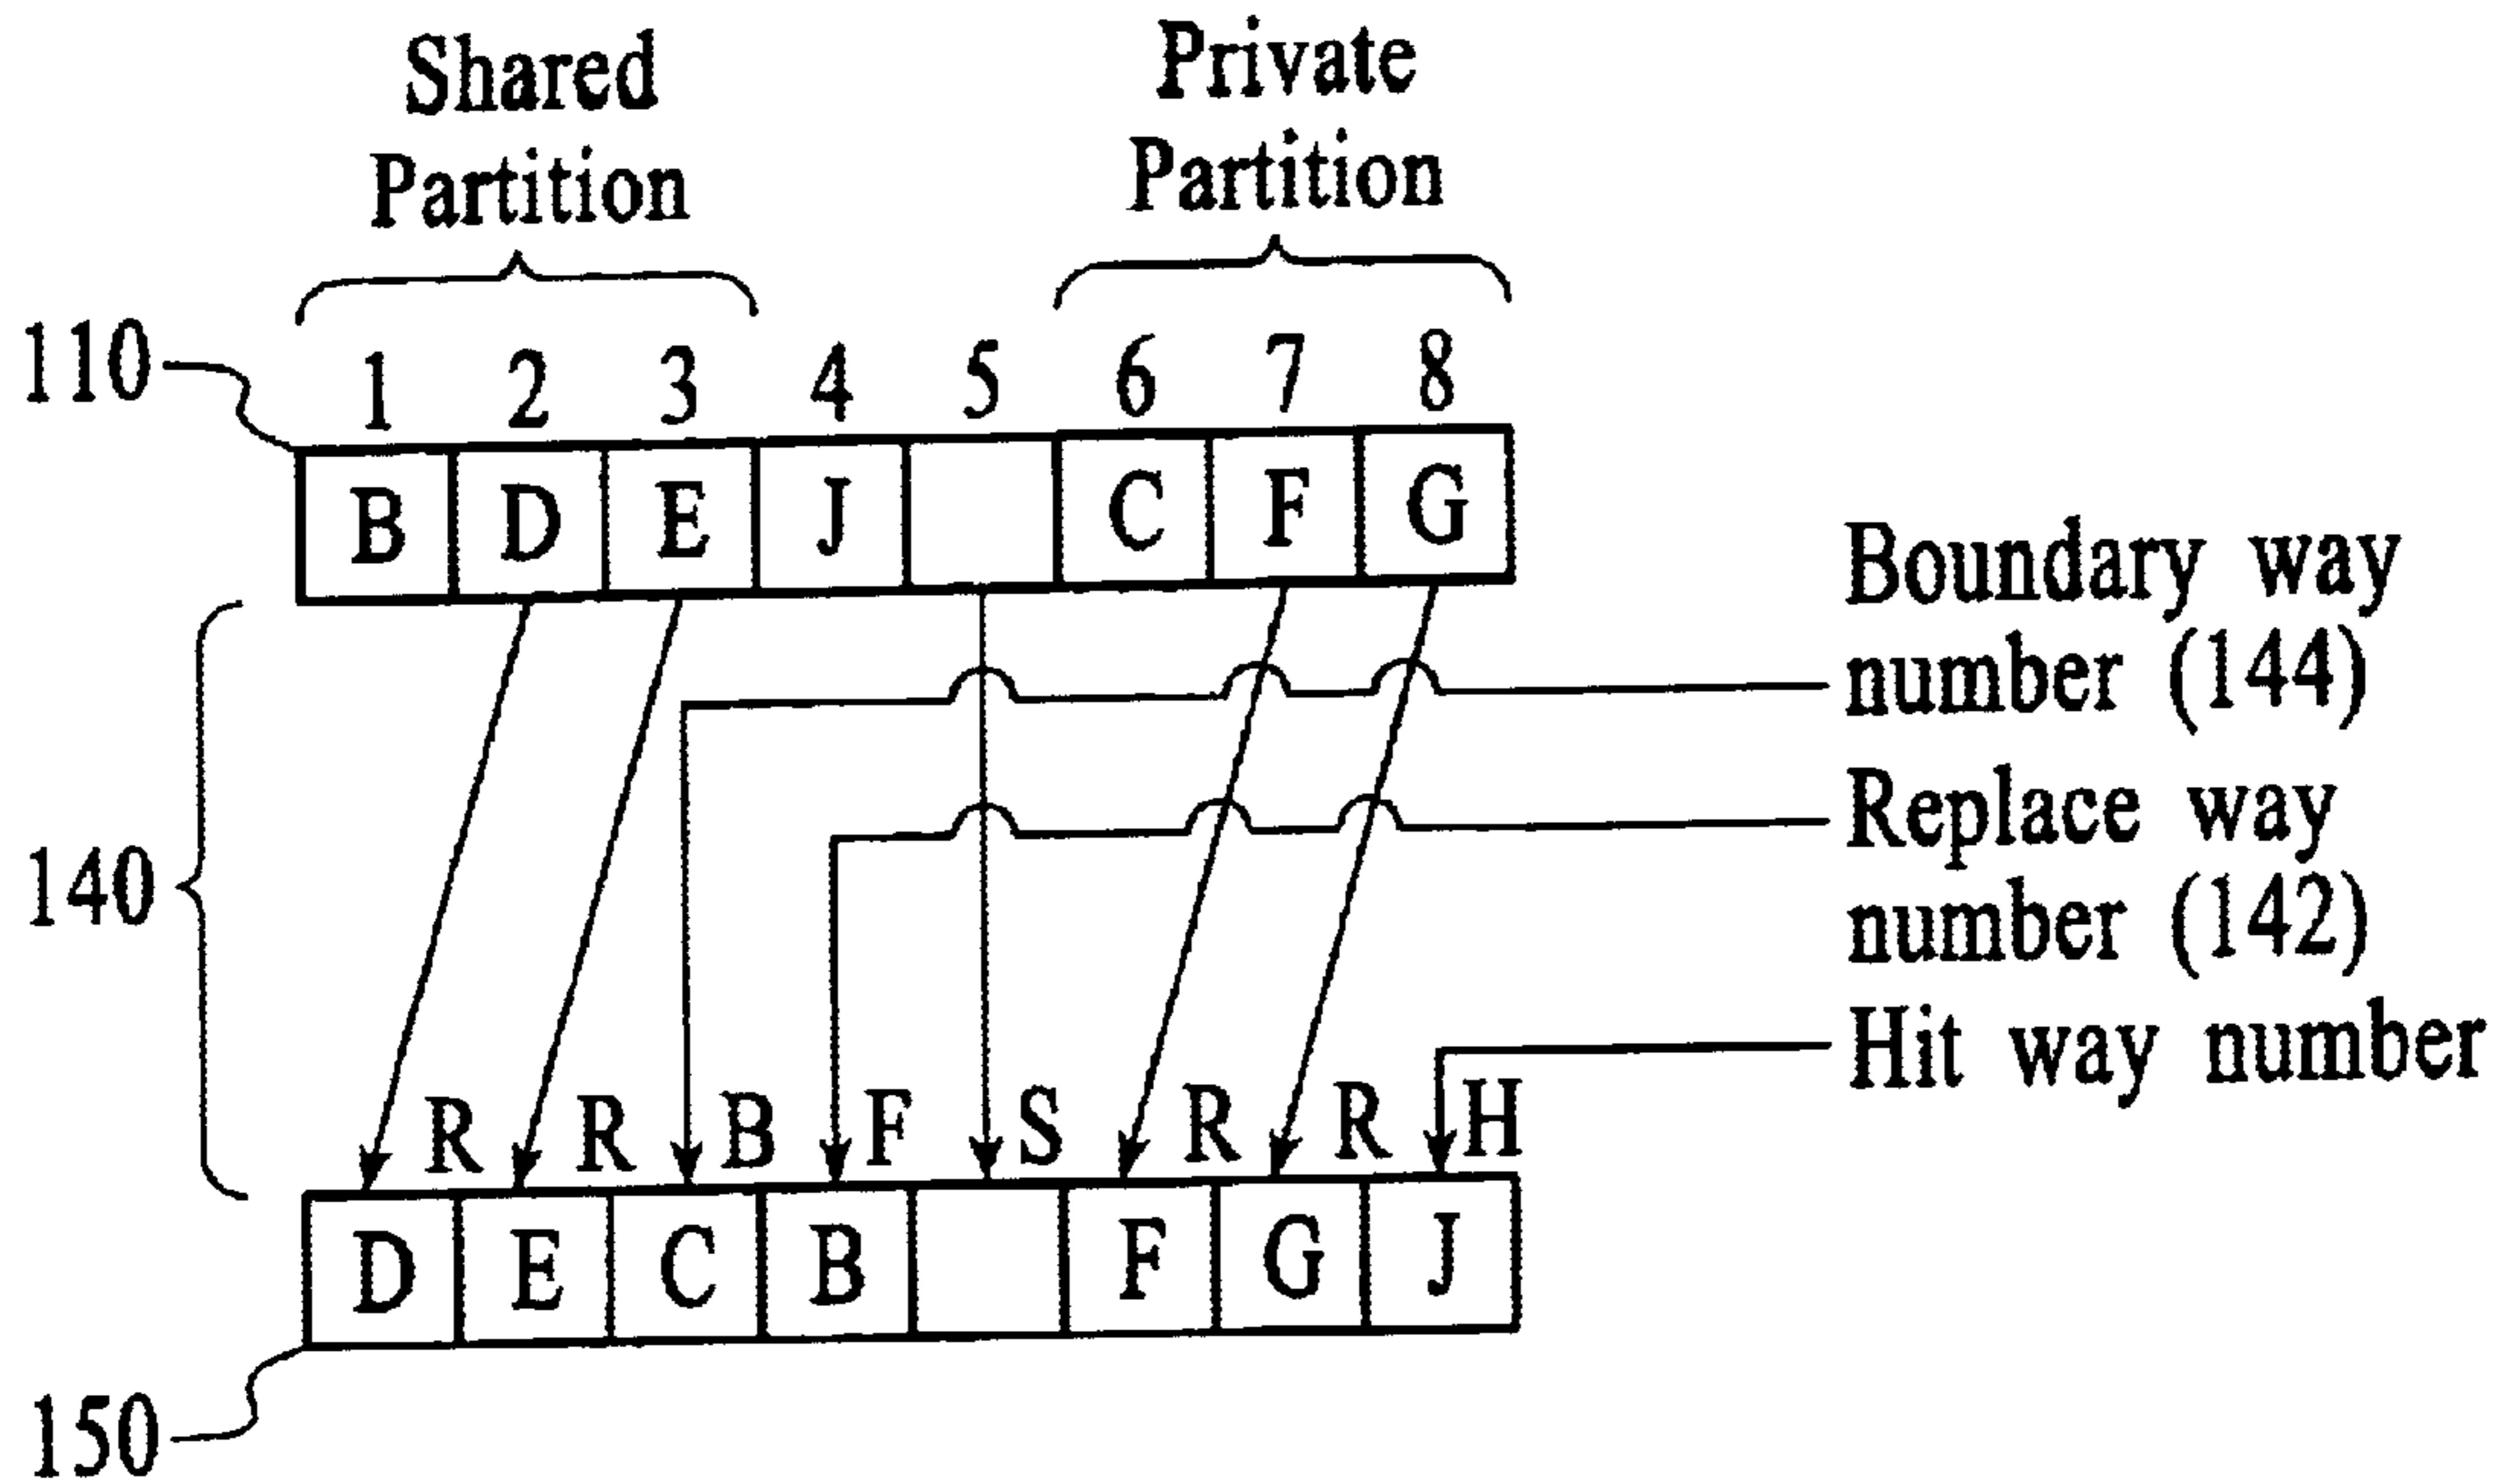 Shared
Partition
Private
Partition
110
1 2 3 4 5 6 7 8
B D E J C F G
Boundary way
number (144)
Replace way
number (142)
Hit way number
140
R R B F S R R H
D E C B F G J
150